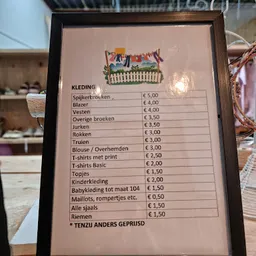 KLEDING
Spijkerbroeken € 5,00
Blazer € 4,00
Vesten € 4,00
Overige broeken € 3,50
Jurken € 3,50
Rokken € 3,00
Truien € 3,00
Blouse / Overhemden € 3,00
T-shirts met print € 2,50
T-shirts Basic € 2,00
Topjes € 1,50
Kinderkleding € 2,00
Babykleding tot maat 104 € 1,50
Maillots, rompertjes etc. € 0,50
Alle sjaals € 1,50
Riemen € 1,50
* TENZIJ ANDERS GEPRIJSD